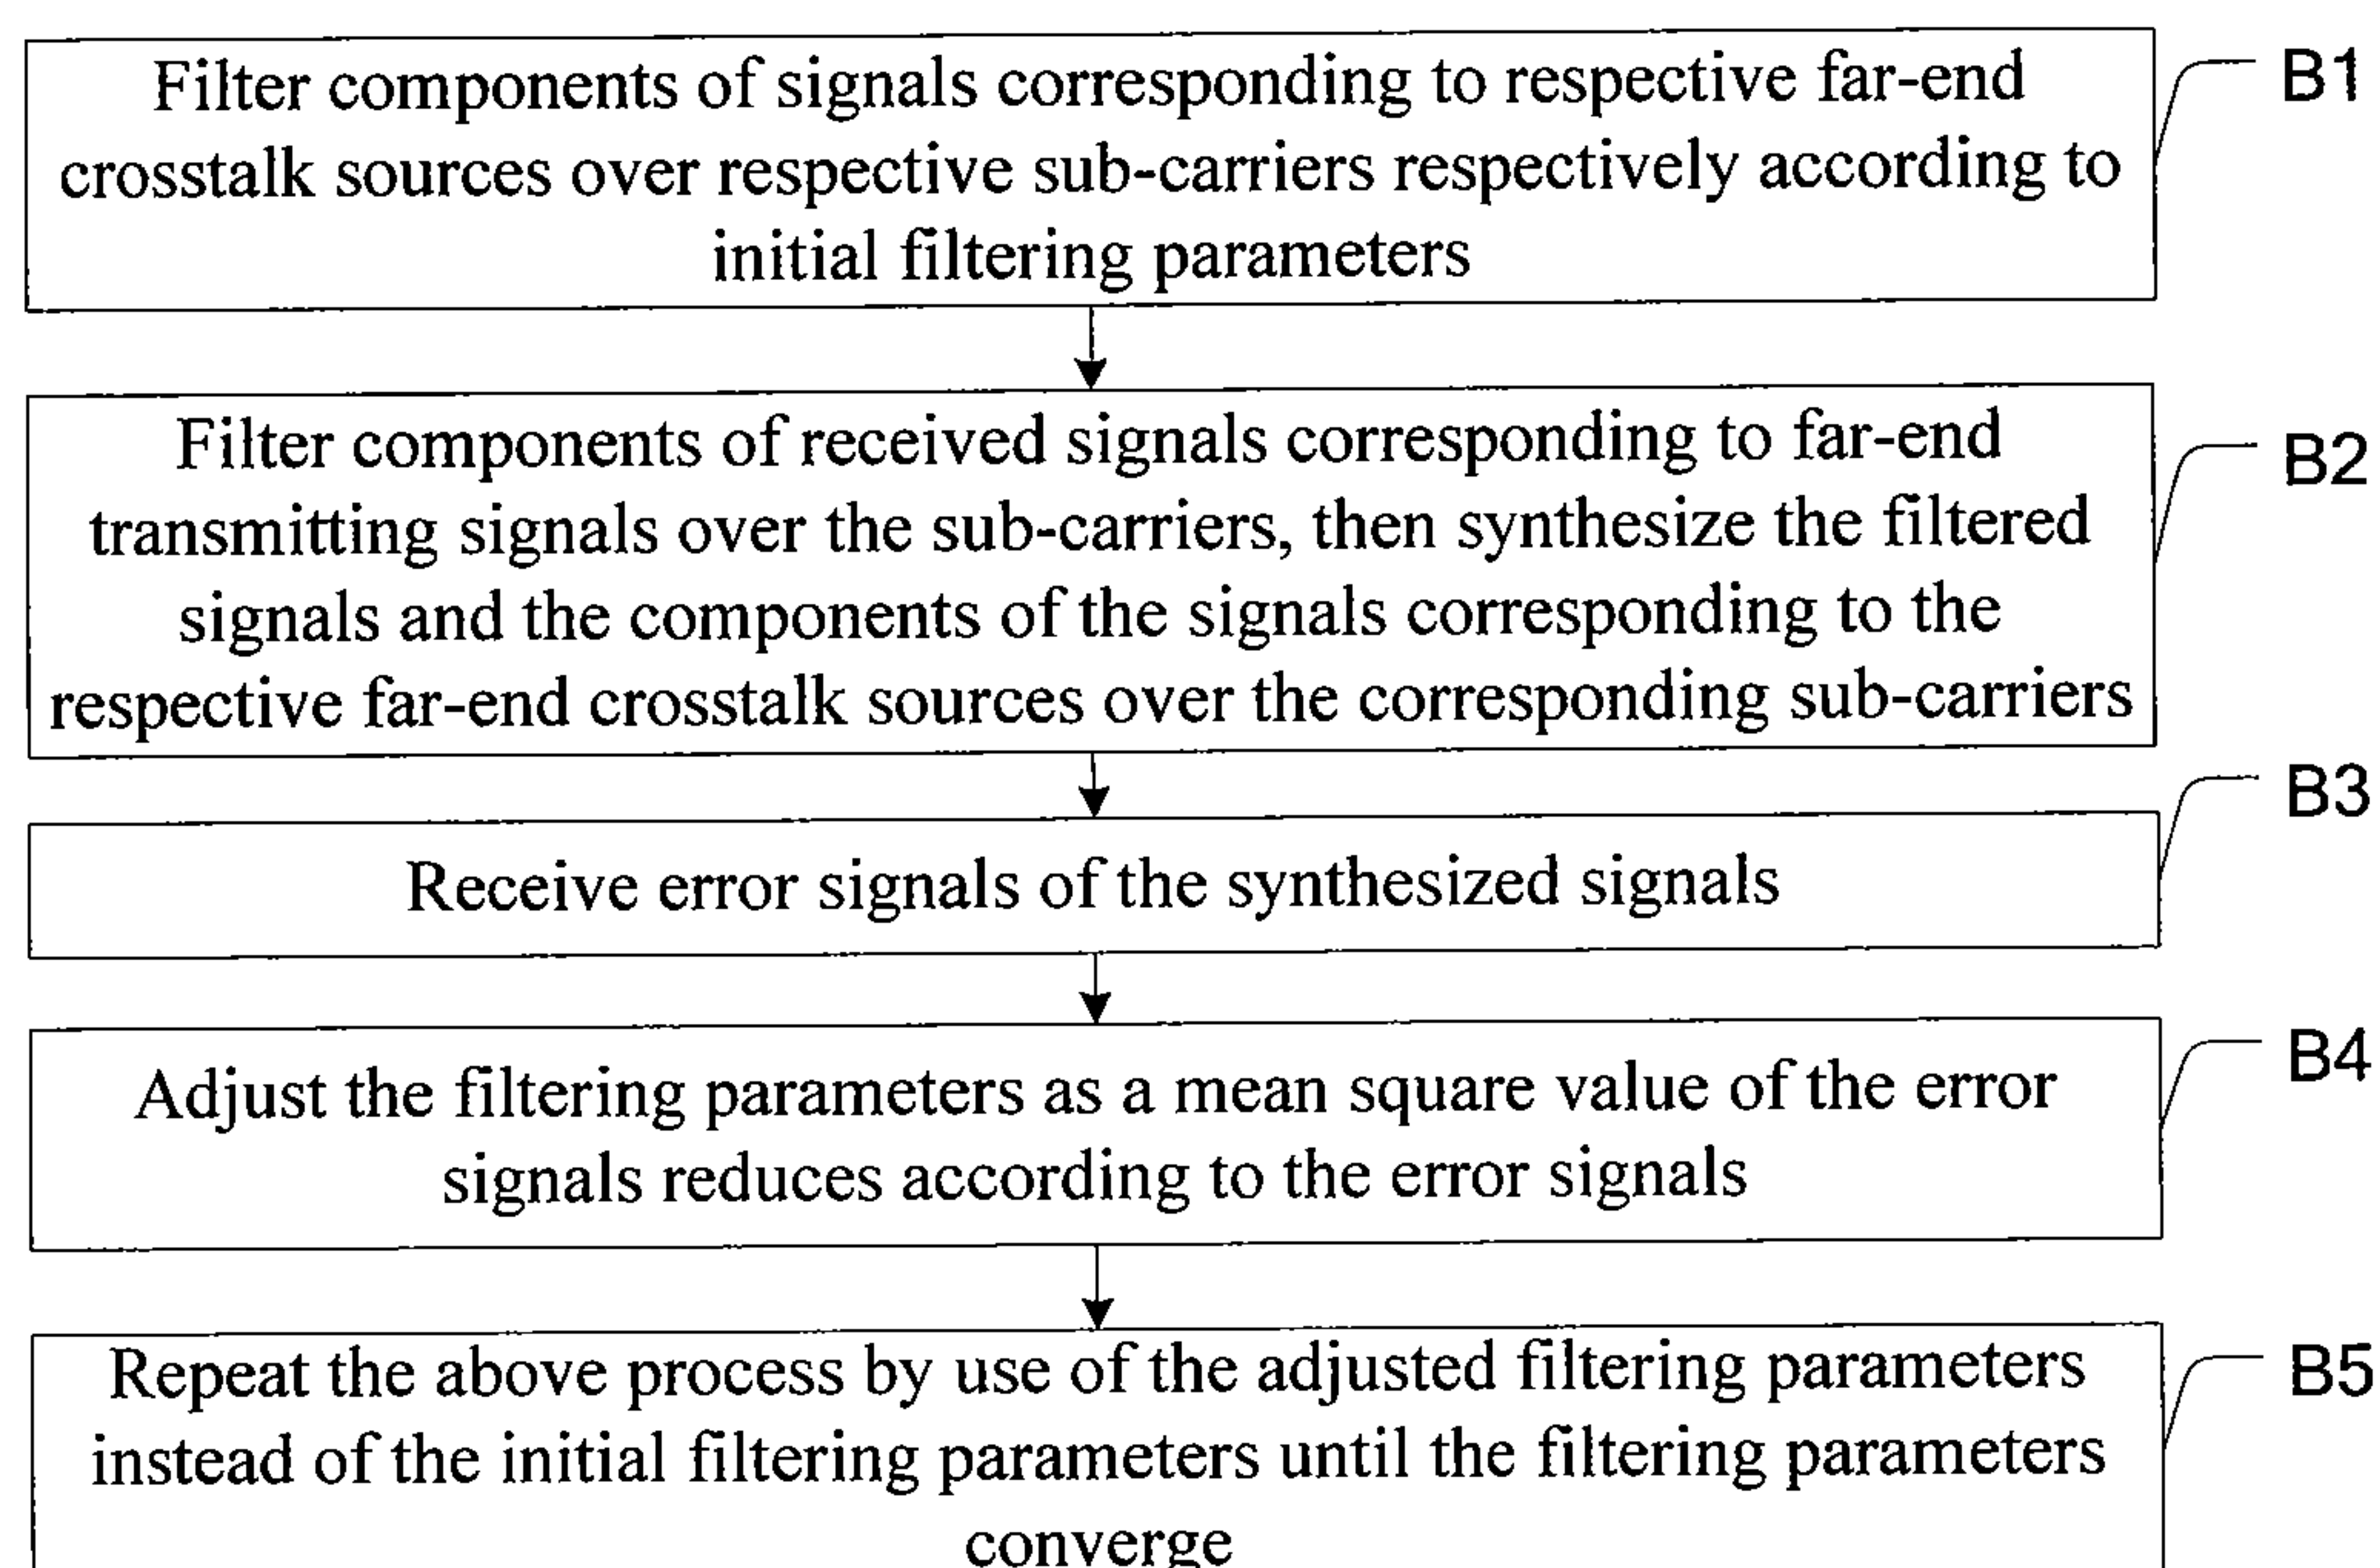 Filter components of signals corresponding to respective far-end
crosstalk sources over respective sub-carriers respectively according to
initial filtering parameters
B1
Filter components of received signals corresponding to far-end
transmitting signals over the sub-carriers, then synthesize the filtered
signals and the components of the signals corresponding to the
respective far-end crosstalk sources over the corresponding sub-carriers
B2
Receive error signals of the synthesized signals
B3
Adjust the filtering parameters as a mean square value of the error
signals reduces according to the error signals
B4
Repeat the above process by use of the adjusted filtering parameters
instead of the initial filtering parameters until the filtering parameters
converge
B5